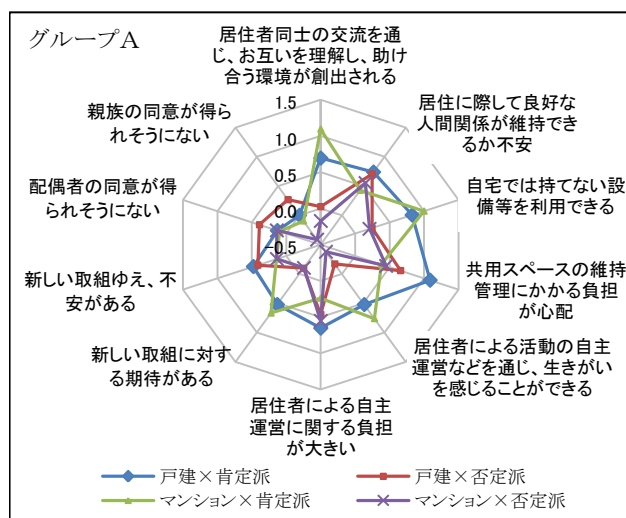 グループA
居住者同士の交流を通
じ、お互いを理解し、助け
合う環境が創出される
居住に際して良好な
人間関係が維持でき
るか不安
自宅では持てない設
備等を利用できる
共用スペースの維持
管理にかかる負担
が心配
居住者による活動の自主
運営などを通じ、生きがい
を感じることができる
居住者による自主
運営に関する負担
が大きい
新しい取組に対す
る期待がある
新しい取組ゆえ、不
安がある
配偶者の同意が得
られそうにない
親族の同意が得ら
れそうにない
1.5
1.0
0.5
0.0
-0.5
戸建×肯定派
戸建×否定派
マンション×肯定派
マンション×否定派